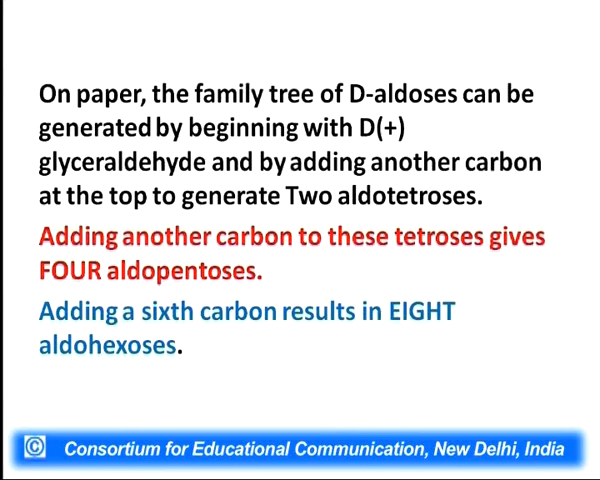 On paper, the family tree of D-aldoses can be
generated by beginning with D(+)
glyceraldehyde and by adding another carbon
at the top to generate Two aldotetroses.
Adding another carbon to these tetroses gives
FOUR aldopentoses.
Adding a sixth carbon results in EIGHT
aldohexoses.
© Consortium for Educational Communication, New Delhi, India